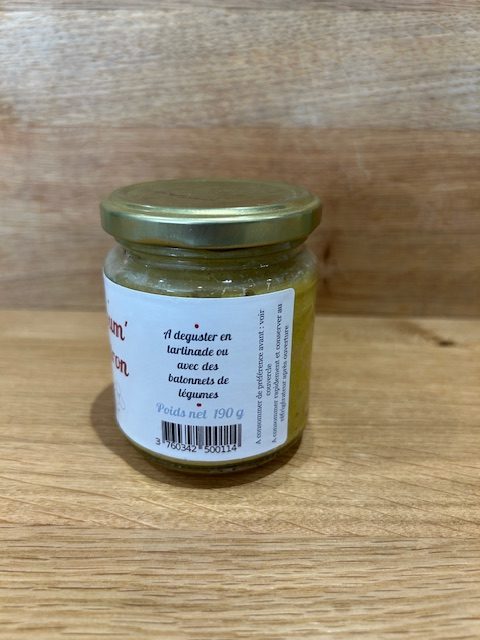 A deguster en
tartinade ou
avec des
batonnets de
légumes
Poids net 190 g
3 760342 500114
A consommer de préférence avant : voir
couvercle
A consommer rapidement et conserver au
réfrigérateur après ouverture